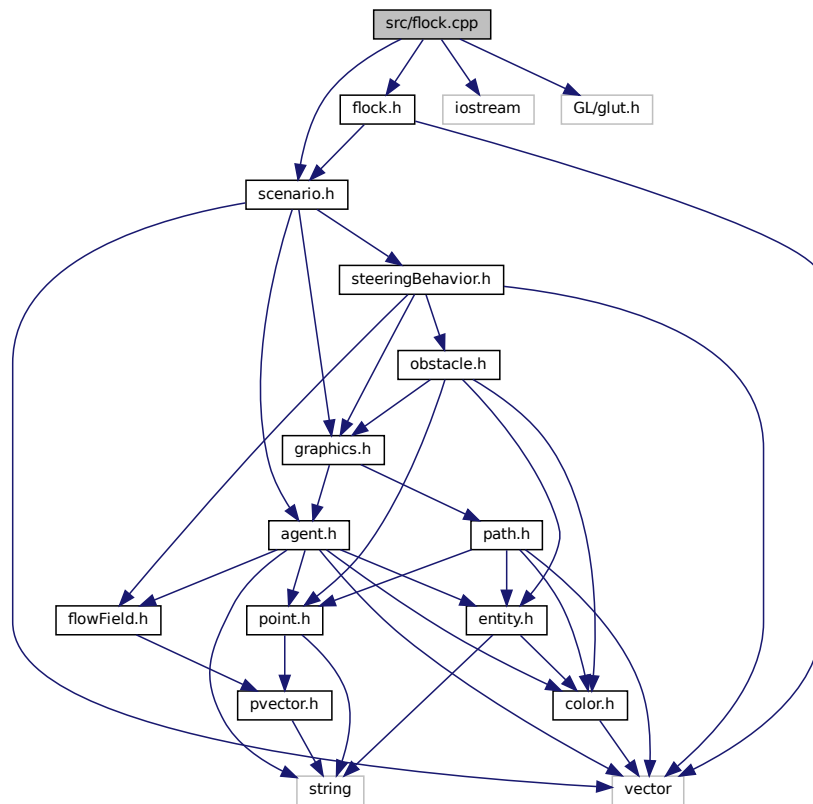 src/flock.cpp
flock.h
iostream
GL/glut.h
scenario.h
steeringBehavior.h
obstacle.h
graphics.h
agent.h
path.h
flowField.h
point.h
entity.h
pvector.h
color.h
string
vector